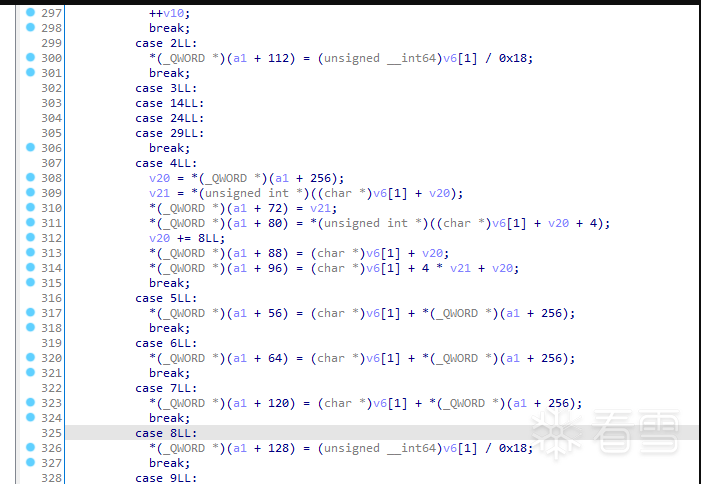 297 ++v10;
298 break;
299 case 2LL:
300 *(_QWORD *)(a1 + 112) = (unsigned __int64)v6[1] / 0x18;
301 break;
302 case 3LL:
303 case 14LL:
304 case 24LL:
305 case 29LL:
306 break;
307 case 4LL:
308 v20 = *(_QWORD *)(a1 + 256);
309 v21 = *(unsigned int *)((char *)v6[1] + v20);
310 *(_QWORD *)(a1 + 72) = v21;
311 *(_QWORD *)(a1 + 80) = *(unsigned int *)((char *)v6[1] + v20 + 4);
312 v20 += 8LL;
313 *(_QWORD *)(a1 + 88) = (char *)v6[1] + v20;
314 *(_QWORD *)(a1 + 96) = (char *)v6[1] + 4 * v21 + v20;
315 break;
316 case 5LL:
317 *(_QWORD *)(a1 + 56) = (char *)v6[1] + *(_QWORD *)(a1 + 256);
318 break;
319 case 6LL:
320 *(_QWORD *)(a1 + 64) = (char *)v6[1] + *(_QWORD *)(a1 + 256);
321 break;
322 case 7LL:
323 *(_QWORD *)(a1 + 120) = (char *)v6[1] + *(_QWORD *)(a1 + 256);
324 break;
325 case 8LL:
326 *(_QWORD *)(a1 + 128) = (unsigned __int64)v6[1] / 0x18;
327 break;
328 case 9LL:
看雪